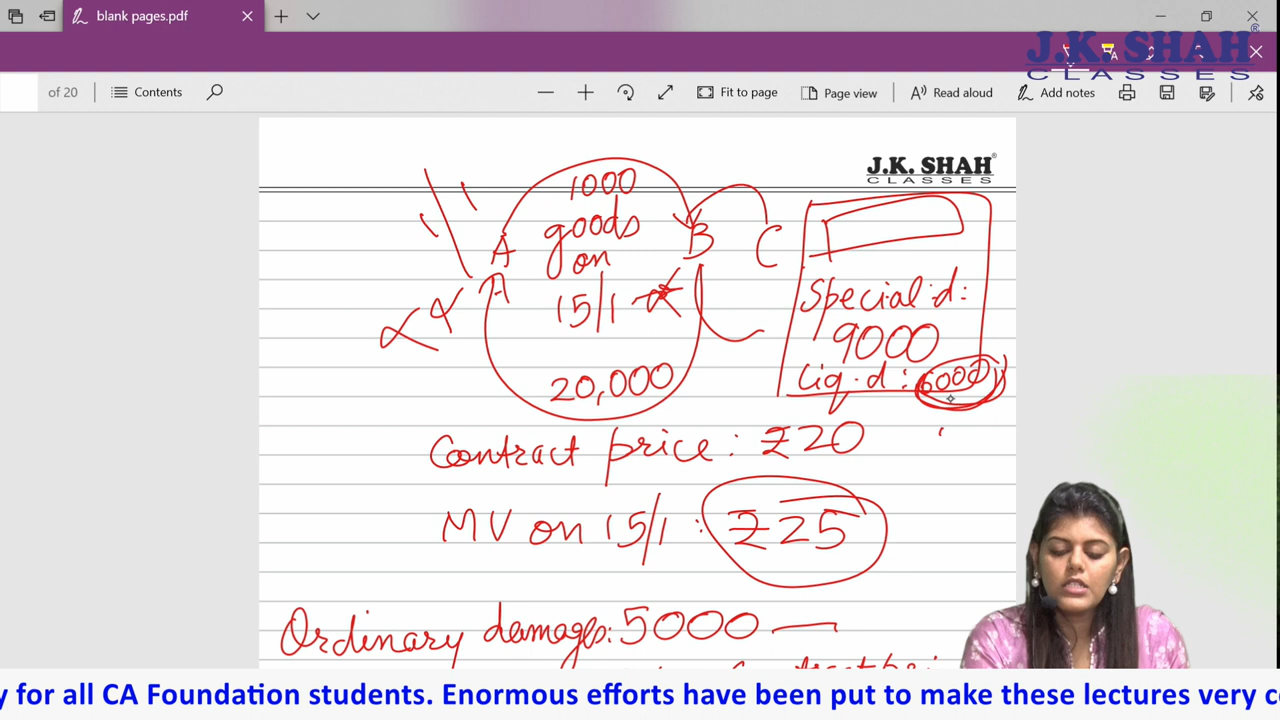 blank pages.pdf
J.K. SHAH®
CLASSES
of 20
Contents
Fit to page
Page view
Read aloud
Add notes
J.K. SHAH®
CLASSES
1000
goods
on
15/1
20,000
A
A
B
C
Special d:
9000
Liq. d: 6000
Contract price: ₹20
MV on 15/1: ₹25
Ordinary damages: 5000
y for all CA Foundation students. Enormous efforts have been put to make these lectures very c